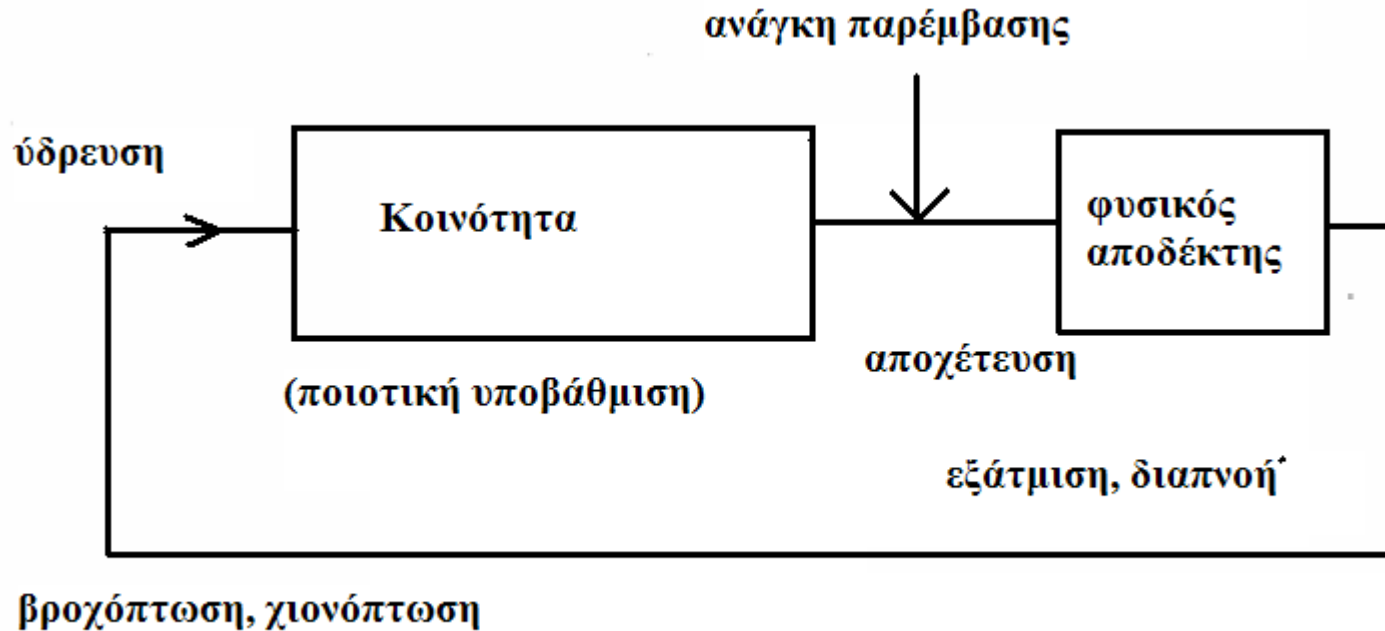 ανάγκη παρέμβασης
ύδρευση
Κοινότητα
φυσικός
αποδέκτης
αποχέτευση
(ποιοτική υποβάθμιση)
εξάτμιση, διαπνοή
βροχόπτωση, χιονόπτωση